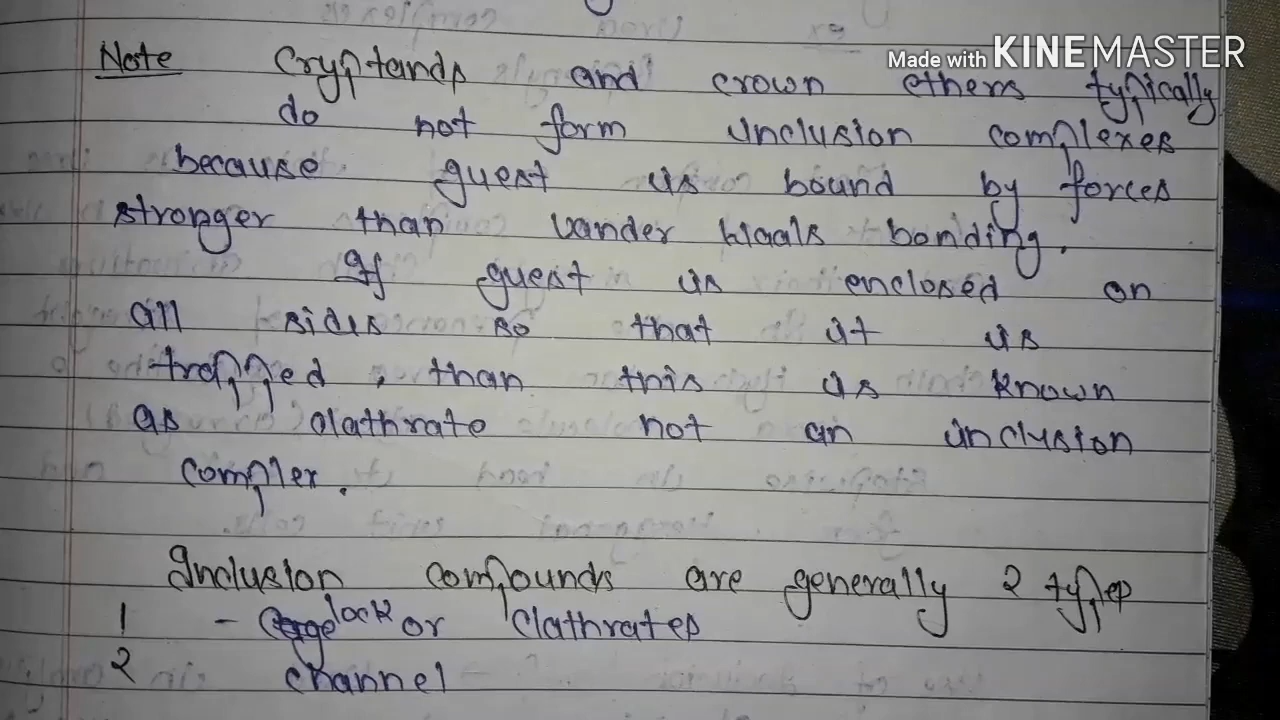 Made with KINEMASTER
Note Cryptands and crown ethers typically
do not form inclusion complexes
because guest is bound by forces
stronger than vander Waals bonding.
If guest is enclosed on
all sides so that it is
trapped, than this is known
as clathrate not an inclusion
complex.
Inclusion compounds are generally 2 types
1 - Cage lock or Clathrates
2 channel